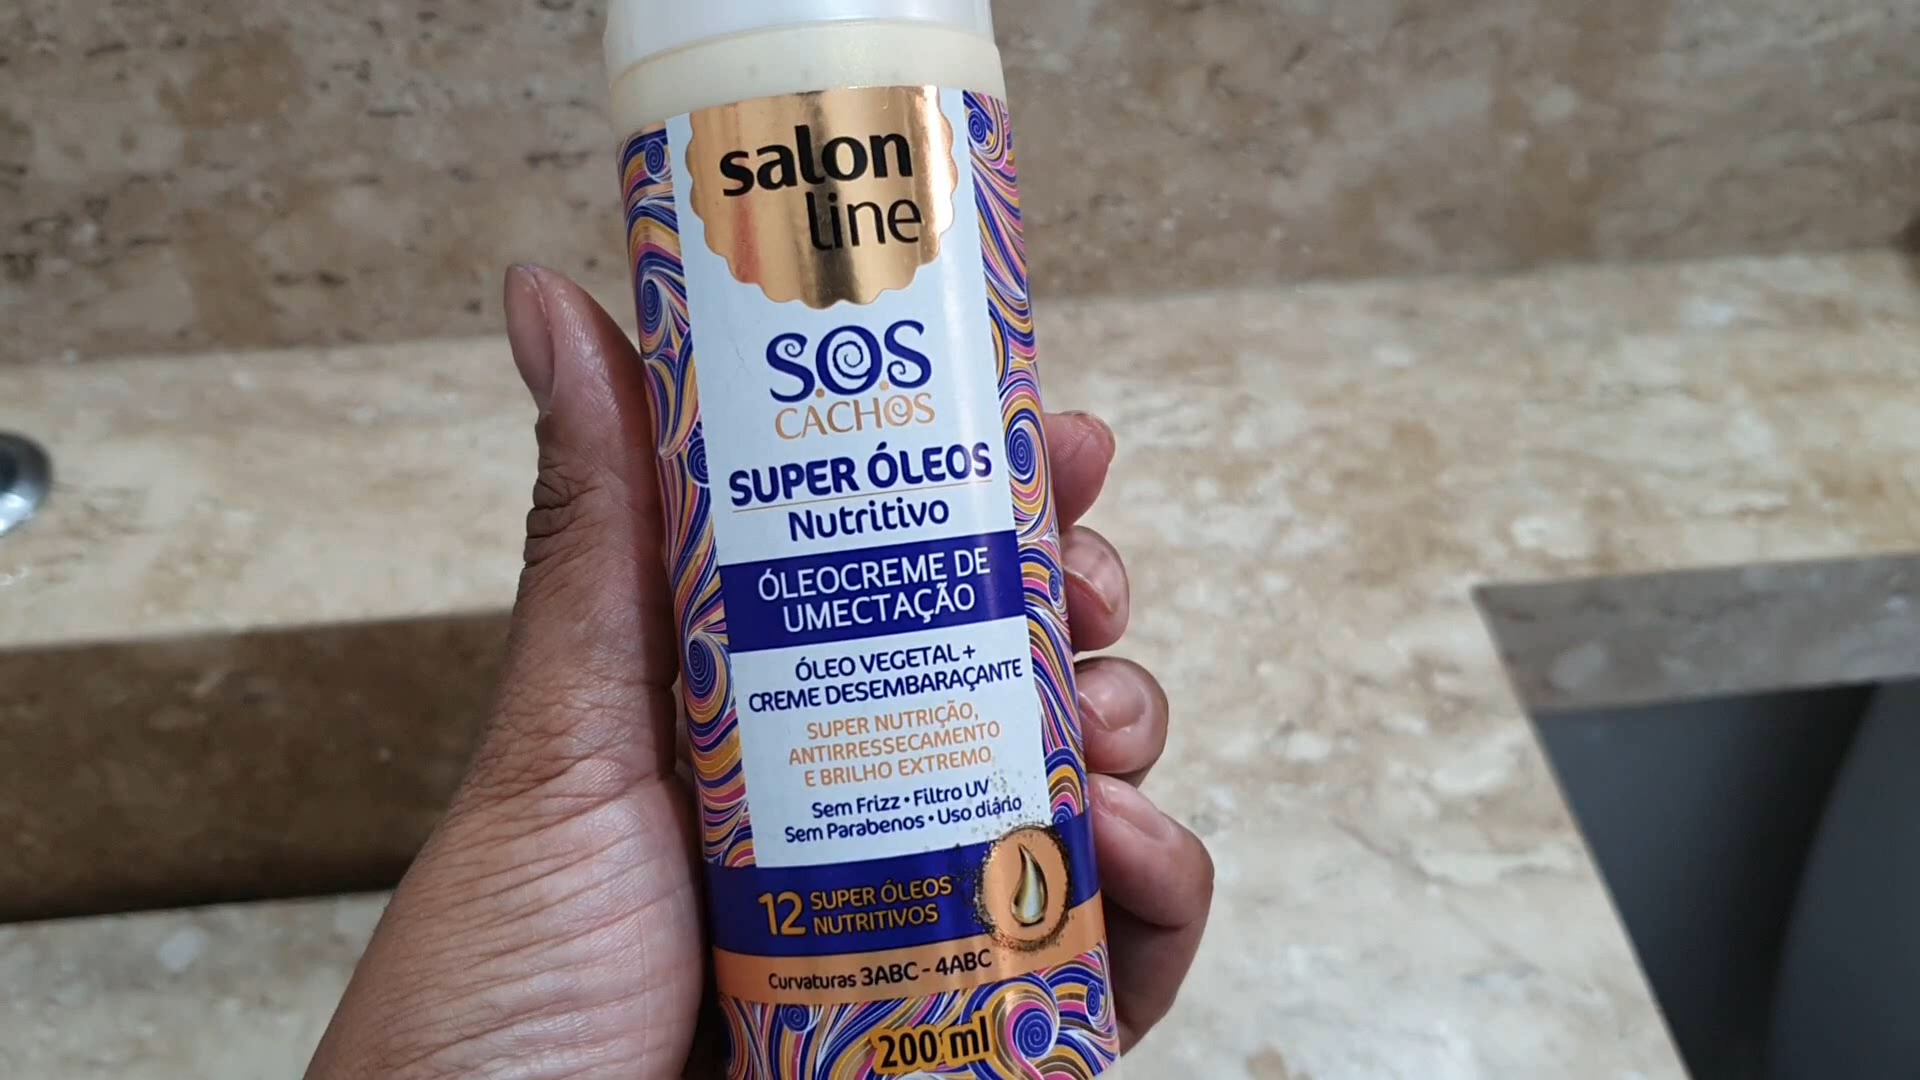 salon
line
S.O.S
CACHOS
SUPER ÓLEOS
Nutritivo
ÓLEOCREME DE
UMECTAÇÃO
ÓLEO VEGETAL +
CREME DESEMBARAÇANTE
SUPER NUTRIÇÃO,
ANTIRRESSECAMENTO
E BRILHO EXTREMO
Sem Frizz • Filtro UV
Sem Parabenos • Uso diário
12 SUPER ÓLEOS
NUTRITIVOS
Curvaturas 3ABC - 4ABC
200 ml